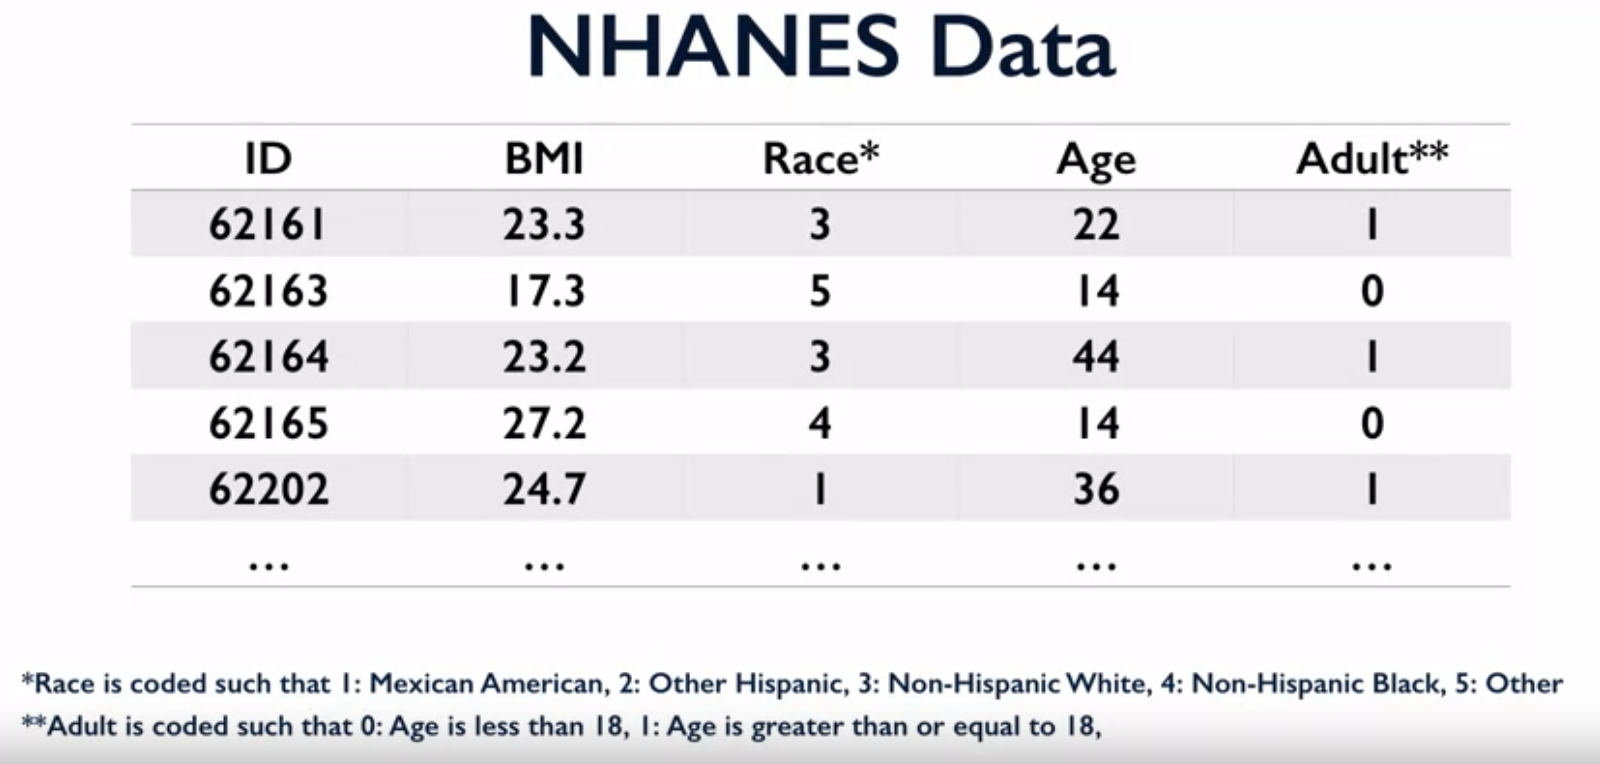 NHANES Data
ID BMI Race* Age Adult**
62161 23.3 3 22 1
62163 17.3 5 14 0
62164 23.2 3 44 1
62165 27.2 4 14 0
62202 24.7 1 36 1
... ... ... ... ...
*Race is coded such that 1: Mexican American, 2: Other Hispanic, 3: Non-Hispanic White, 4: Non-Hispanic Black, 5: Other
**Adult is coded such that 0: Age is less than 18, 1: Age is greater than or equal to 18,